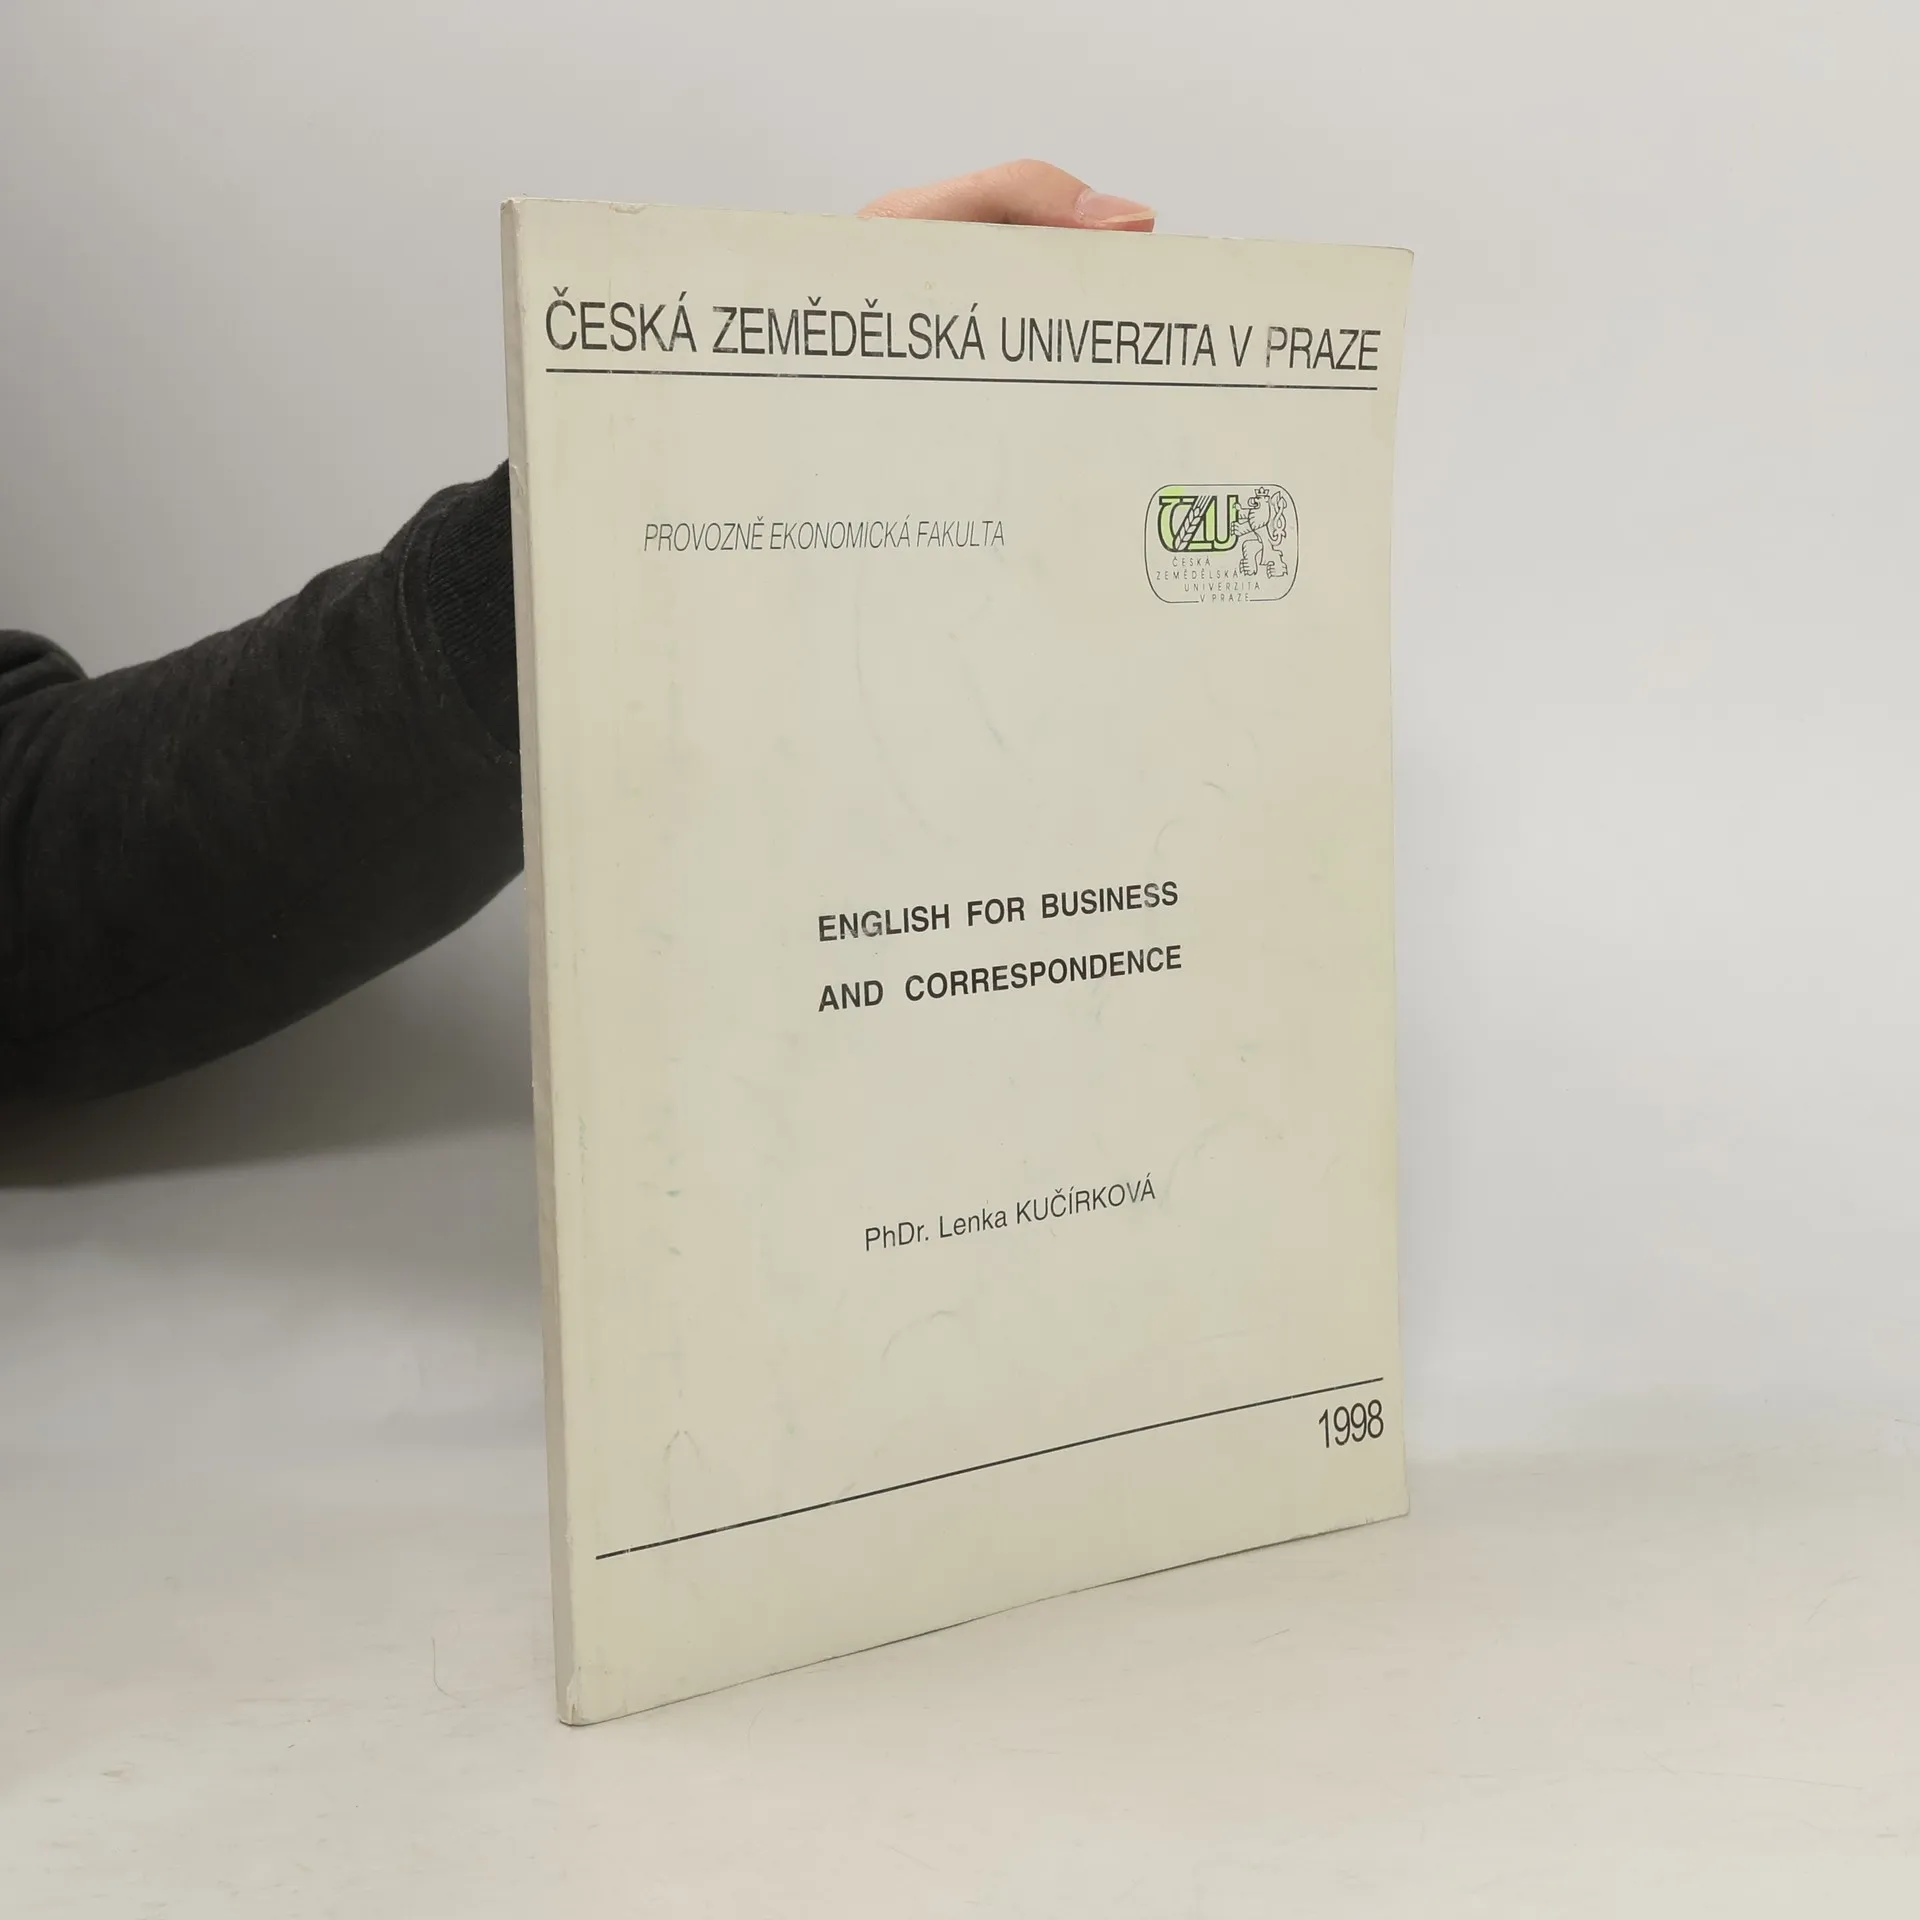 ČESKÁ ZEMĚDĚLSKÁ UNIVERZITA V PRAZE
PROVOZNĚ EKONOMICKÁ FAKULTA
ČZU
ČESKÁ
ZEMĚDĚLSKÁ
UNIVERZITA
V PRAZE
ENGLISH FOR BUSINESS
AND CORRESPONDENCE
PhDr. Lenka KUČÍRKOVÁ
1998